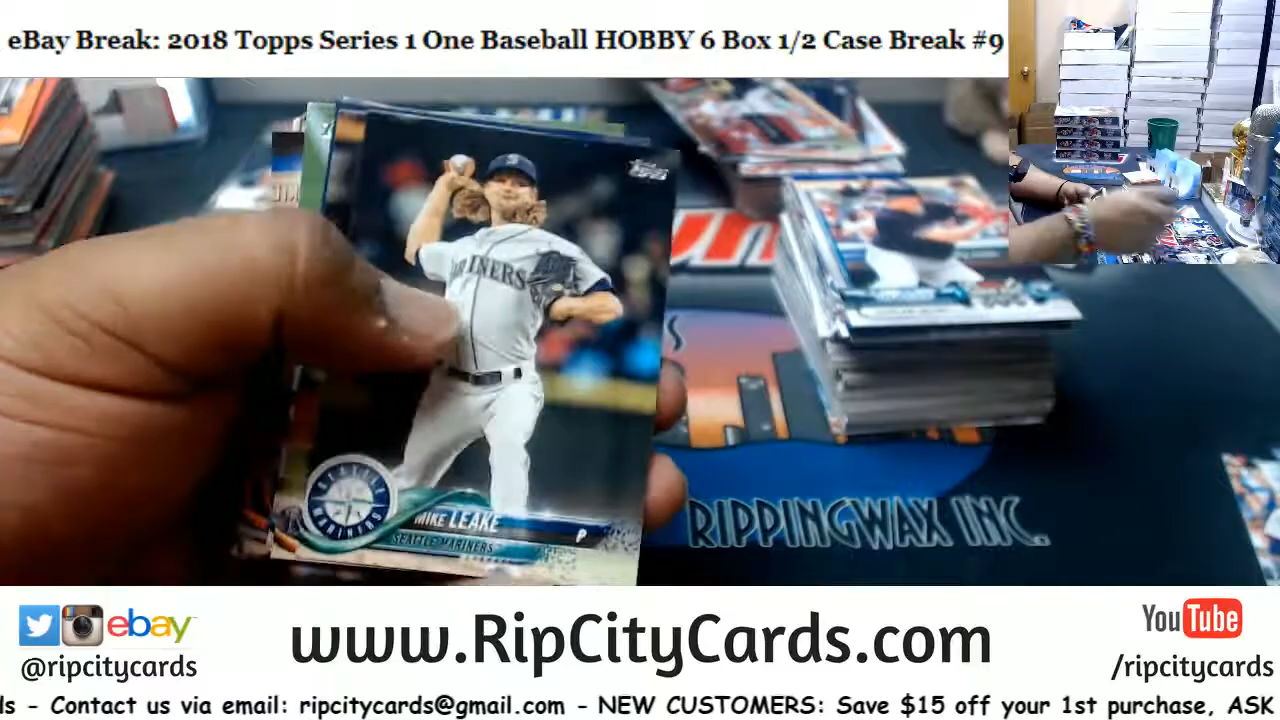 eBay Break: 2018 Topps Series 1 One Baseball HOBBY 6 Box 1/2 Case Break #9
MARINERS
MIKE LEAKE
P
SEATTLE MARINERS
RIPPINGWAX INC.
ebay
@ripcitycards
www.RipCityCards.com
You Tube
/ripcitycards
ls - Contact us via email: ripcitycards@gmail.com - NEW CUSTOMERS: Save $15 off your 1st purchase, ASK